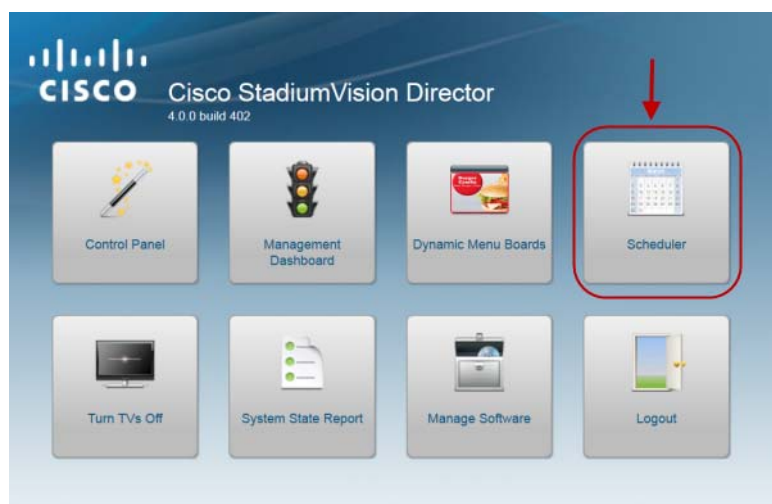 CISCO
Cisco StadiumVision Director
4.0.0 build 402
Control Panel
Management
Dashboard
Dynamic Menu Boards
Scheduler
Turn TVs Off
System State Report
Manage Software
Logout